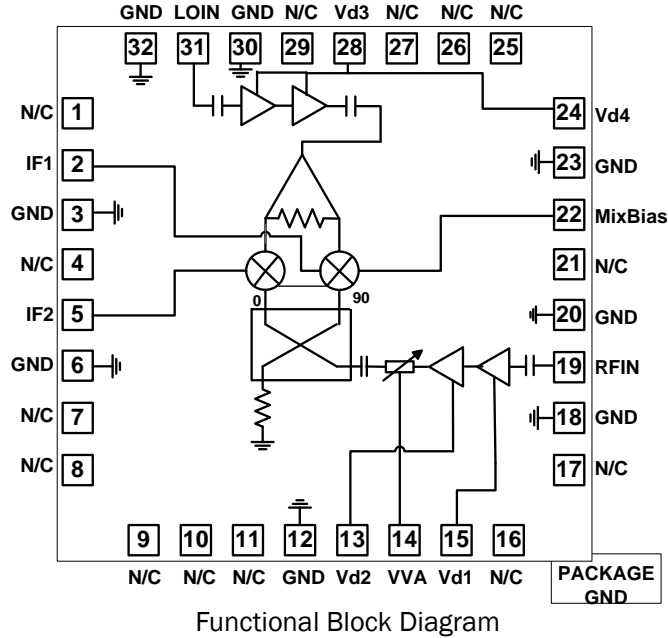 GND LOIN GND N/C Vd3 N/C N/C N/C
32 31 30 29 28 27 26 25
N/C 1
24 Vd4
IF1 2
23 GND
GND 3
22 MixBias
N/C 4
21 N/C
0 90
IF2 5
20 GND
GND 6
19 RFIN
N/C 7
18 GND
N/C 8
17 N/C
9 10 11 12 13 14 15 16
N/C N/C N/C GND Vd2 VVA Vd1 N/C
PACKAGE
GND
Functional Block Diagram